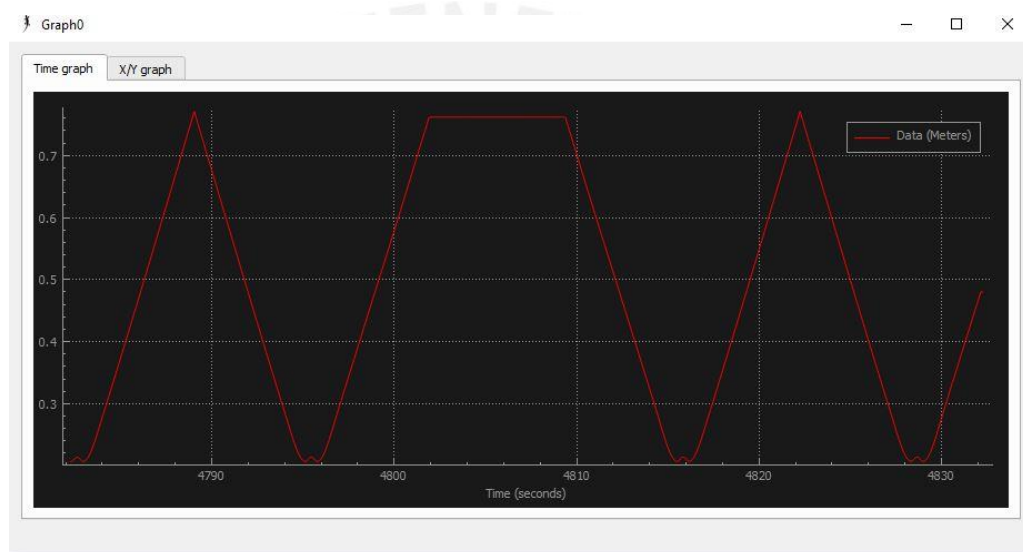 Graph0
Time graph X/Y graph
Data (Meters)
0.7
0.6
0.5
0.4
0.3
4790 4800 4810 4820 4830
Time (seconds)